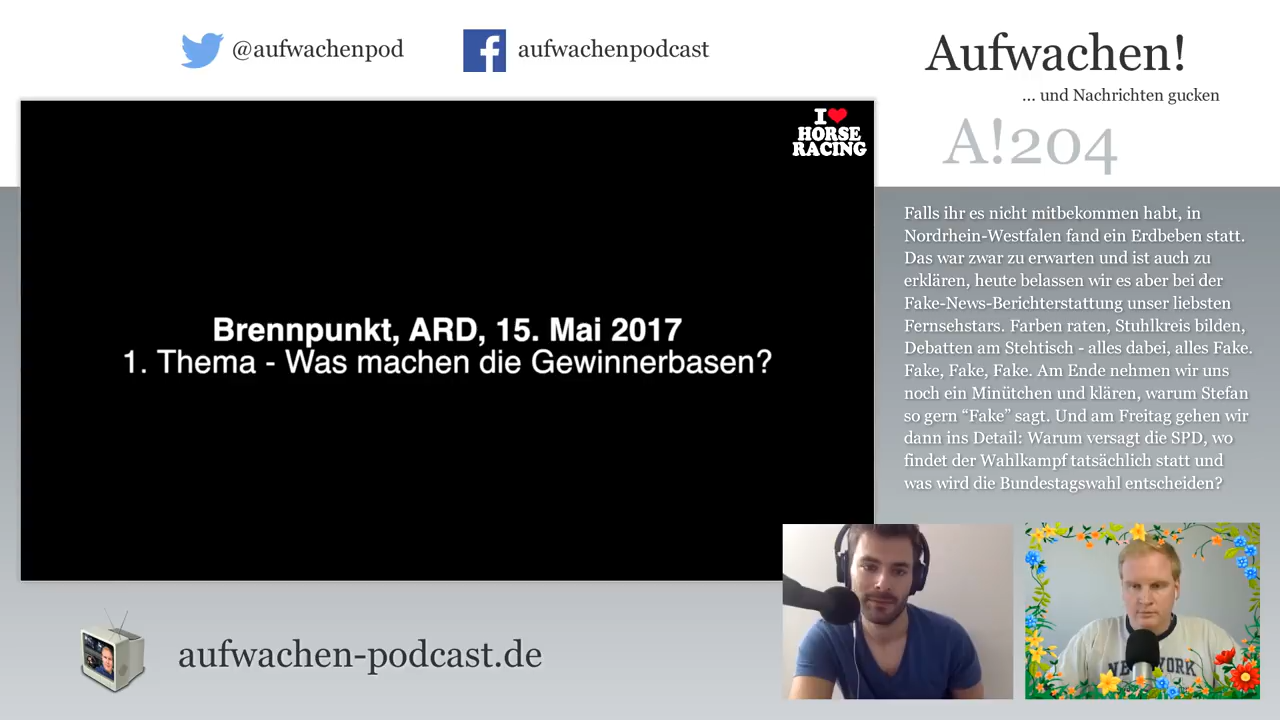 @aufwachenpod
aufwachenpodcast
Aufwachen!
... und Nachrichten gucken
A!204
I
HORSE
RACING
Brennpunkt, ARD, 15. Mai 2017
1. Thema - Was machen die Gewinnerbasen?
Falls ihr es nicht mitbekommen habt, in
Nordrhein-Westfalen fand ein Erdbeben statt.
Das war zwar zu erwarten und ist auch zu
erklären, heute belassen wir es aber bei der
Fake-News-Berichterstattung unser liebsten
Fernsehstars. Farben raten, Stuhlkreis bilden,
Debatten am Stehtisch - alles dabei, alles Fake.
Fake, Fake, Fake. Am Ende nehmen wir uns
noch ein Minütchen und klären, warum Stefan
so gern “Fake” sagt. Und am Freitag gehen wir
dann ins Detail: Warum versagt die SPD, wo
findet der Wahlkampf tatsächlich statt und
was wird die Bundestagswahl entscheiden?
aufwachen-podcast.de
NEW YORK